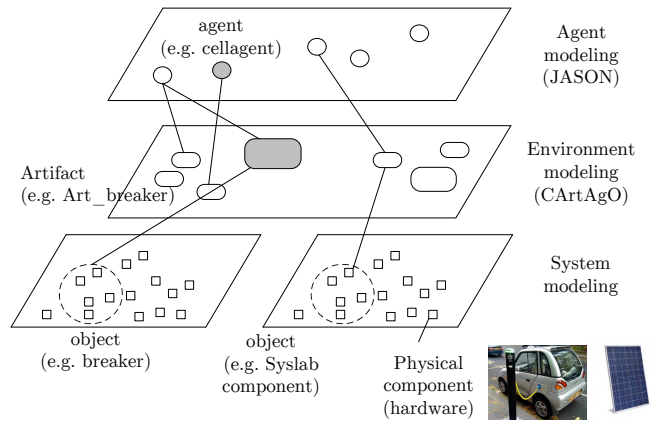 agent
(e.g. cellagent)
Agent
modeling
(JASON)
Artifact
(e.g. Art_breaker)
Environment
modeling
(CArtAgO)
System
modeling
object
(e.g. breaker)
object
(e.g. Syslab
component)
Physical
component
(hardware)